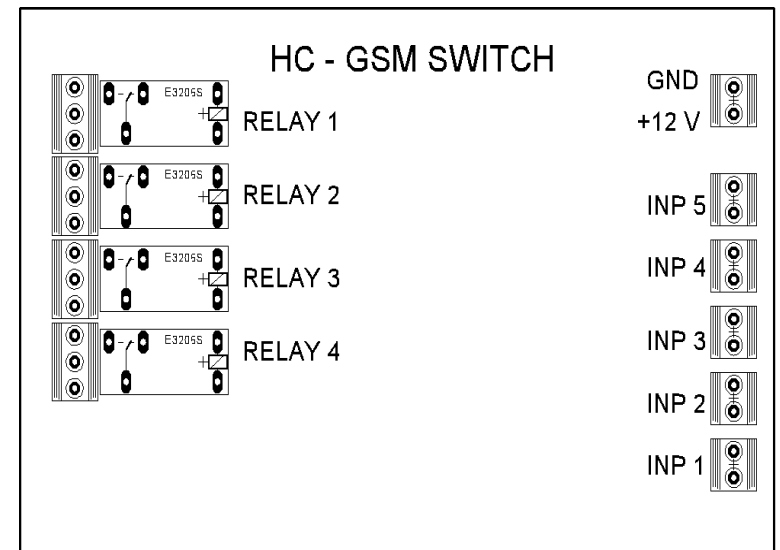 HC - GSM SWITCH
E3206S
RELAY 1
E3206S
RELAY 2
E3206S
RELAY 3
E3206S
RELAY 4
GND
+12 V
INP 5
INP 4
INP 3
INP 2
INP 1